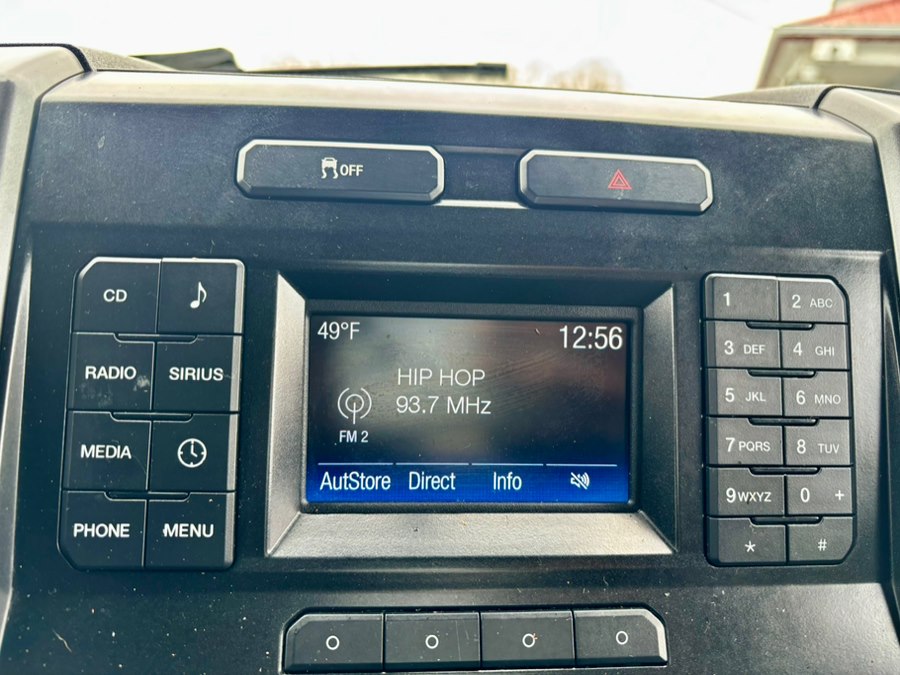 OFF
CD
RADIO SIRIUS
MEDIA
PHONE MENU
49°F 12:56
HIP HOP
93.7 MHz
FM 2
AutStore Direct Info
1 2 ABC
3 DEF 4 GHI
5 JKL 6 MNO
7 PQRS 8 TUV
9 WXYZ 0 +
* #